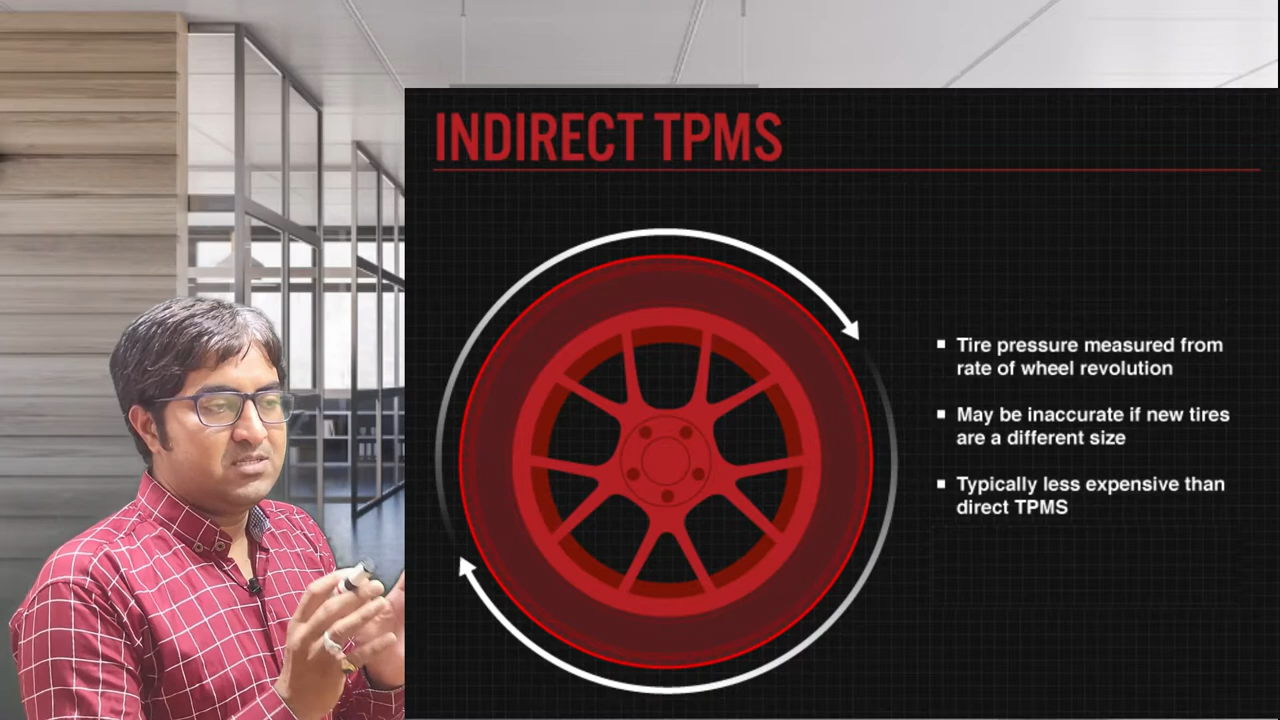 INDIRECT TPMS
Tire pressure measured from
rate of wheel revolution
May be inaccurate if new tires
are a different size
Typically less expensive than
direct TPMS